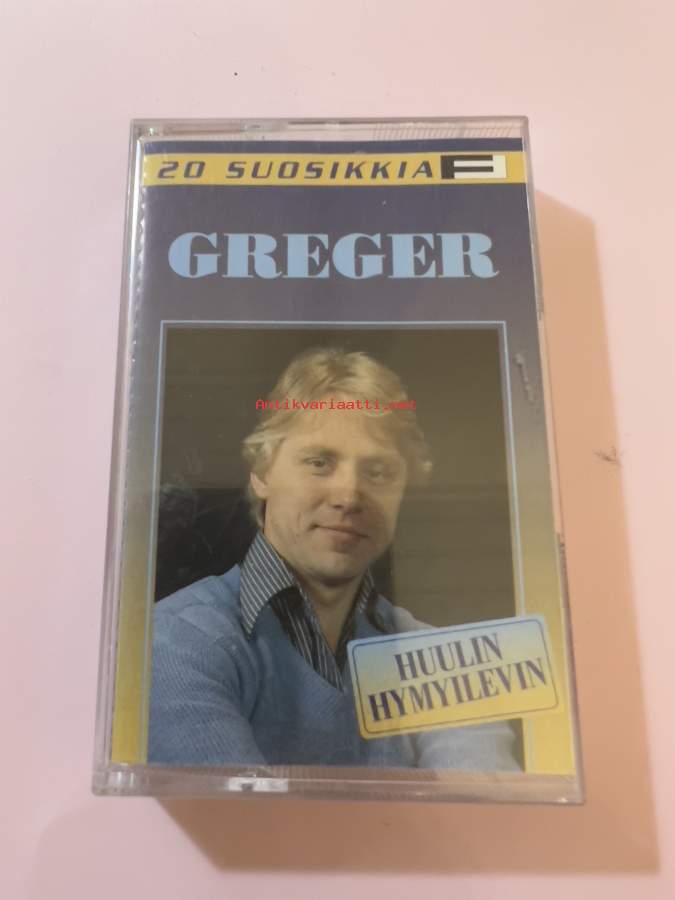 20 SUOSIKKIA F
GREGER
Antikvariaatti.net
HUULIN
HYMYILEVIN